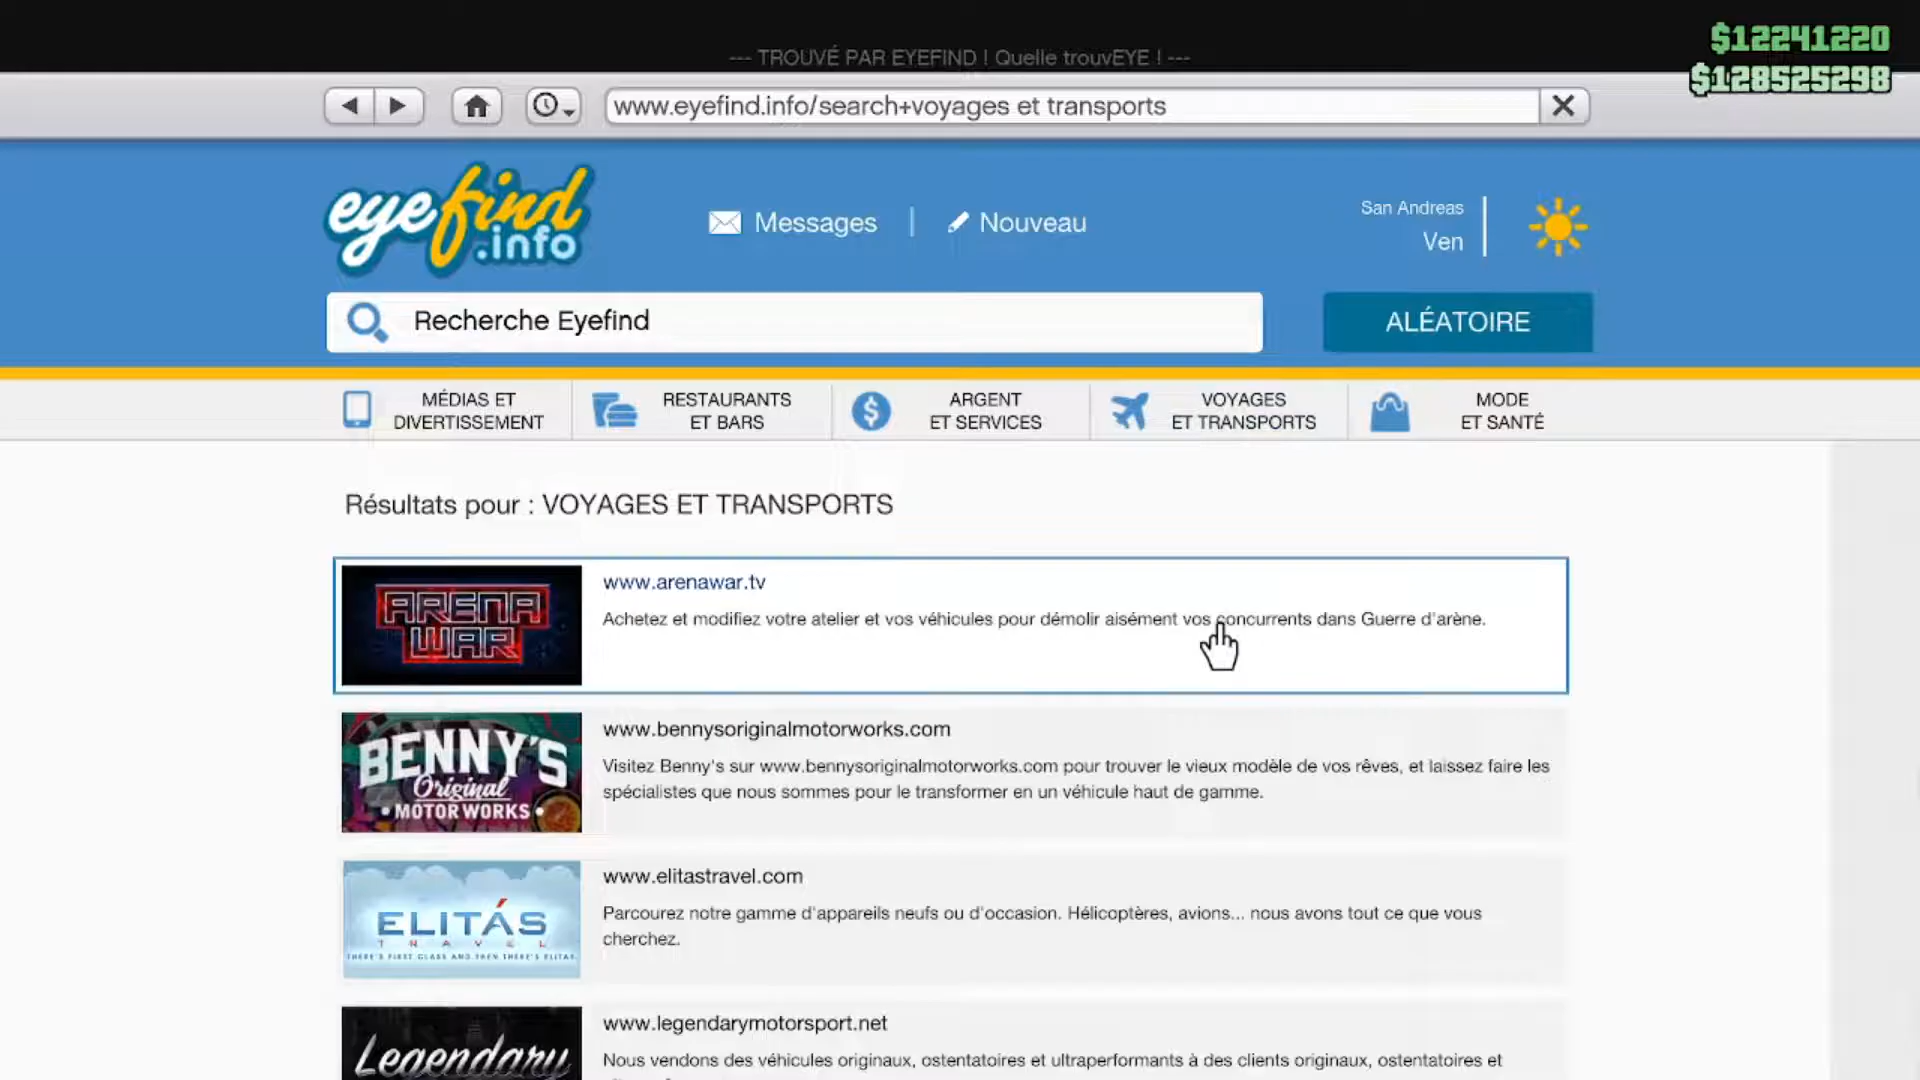 $12241220
--- TROUVÉ PAR EYEFIND ! Quelle trouvEYE ! ---
$128525298
www.eyefind.info/search+voyages et transports
eyefind
.info
Messages
Nouveau
San Andreas
Ven
Recherche Eyefind
ALÉATOIRE
MÉDIAS ET
DIVERTISSEMENT
RESTAURANTS
ET BARS
ARGENT
ET SERVICES
VOYAGES
ET TRANSPORTS
MODE
ET SANTÉ
Résultats pour : VOYAGES ET TRANSPORTS
ARENA
WAR
www.arenawar.tv
Achetez et modifiez votre atelier et vos véhicules pour démolir aisément vos concurrents dans Guerre d'arène.
BENNY'S
Original
MOTOR WORKS
www.bennysoriginalmotorworks.com
Visitez Benny's sur www.bennysoriginalmotorworks.com pour trouver le vieux modèle de vos rêves, et laissez faire les
spécialistes que nous sommes pour le transformer en un véhicule haut de gamme.
ELITÁS
TRAVEL
THERE'S FIRST CLASS AND THEN THERE'S ELITAS
www.elitastravel.com
Parcourez notre gamme d'appareils neufs ou d'occasion. Hélicoptères, avions... nous avons tout ce que vous
cherchez.
Legendary
www.legendarymotorsport.net
Nous vendons des véhicules originaux, ostentatoires et ultraperformants à des clients originaux, ostentatoires et